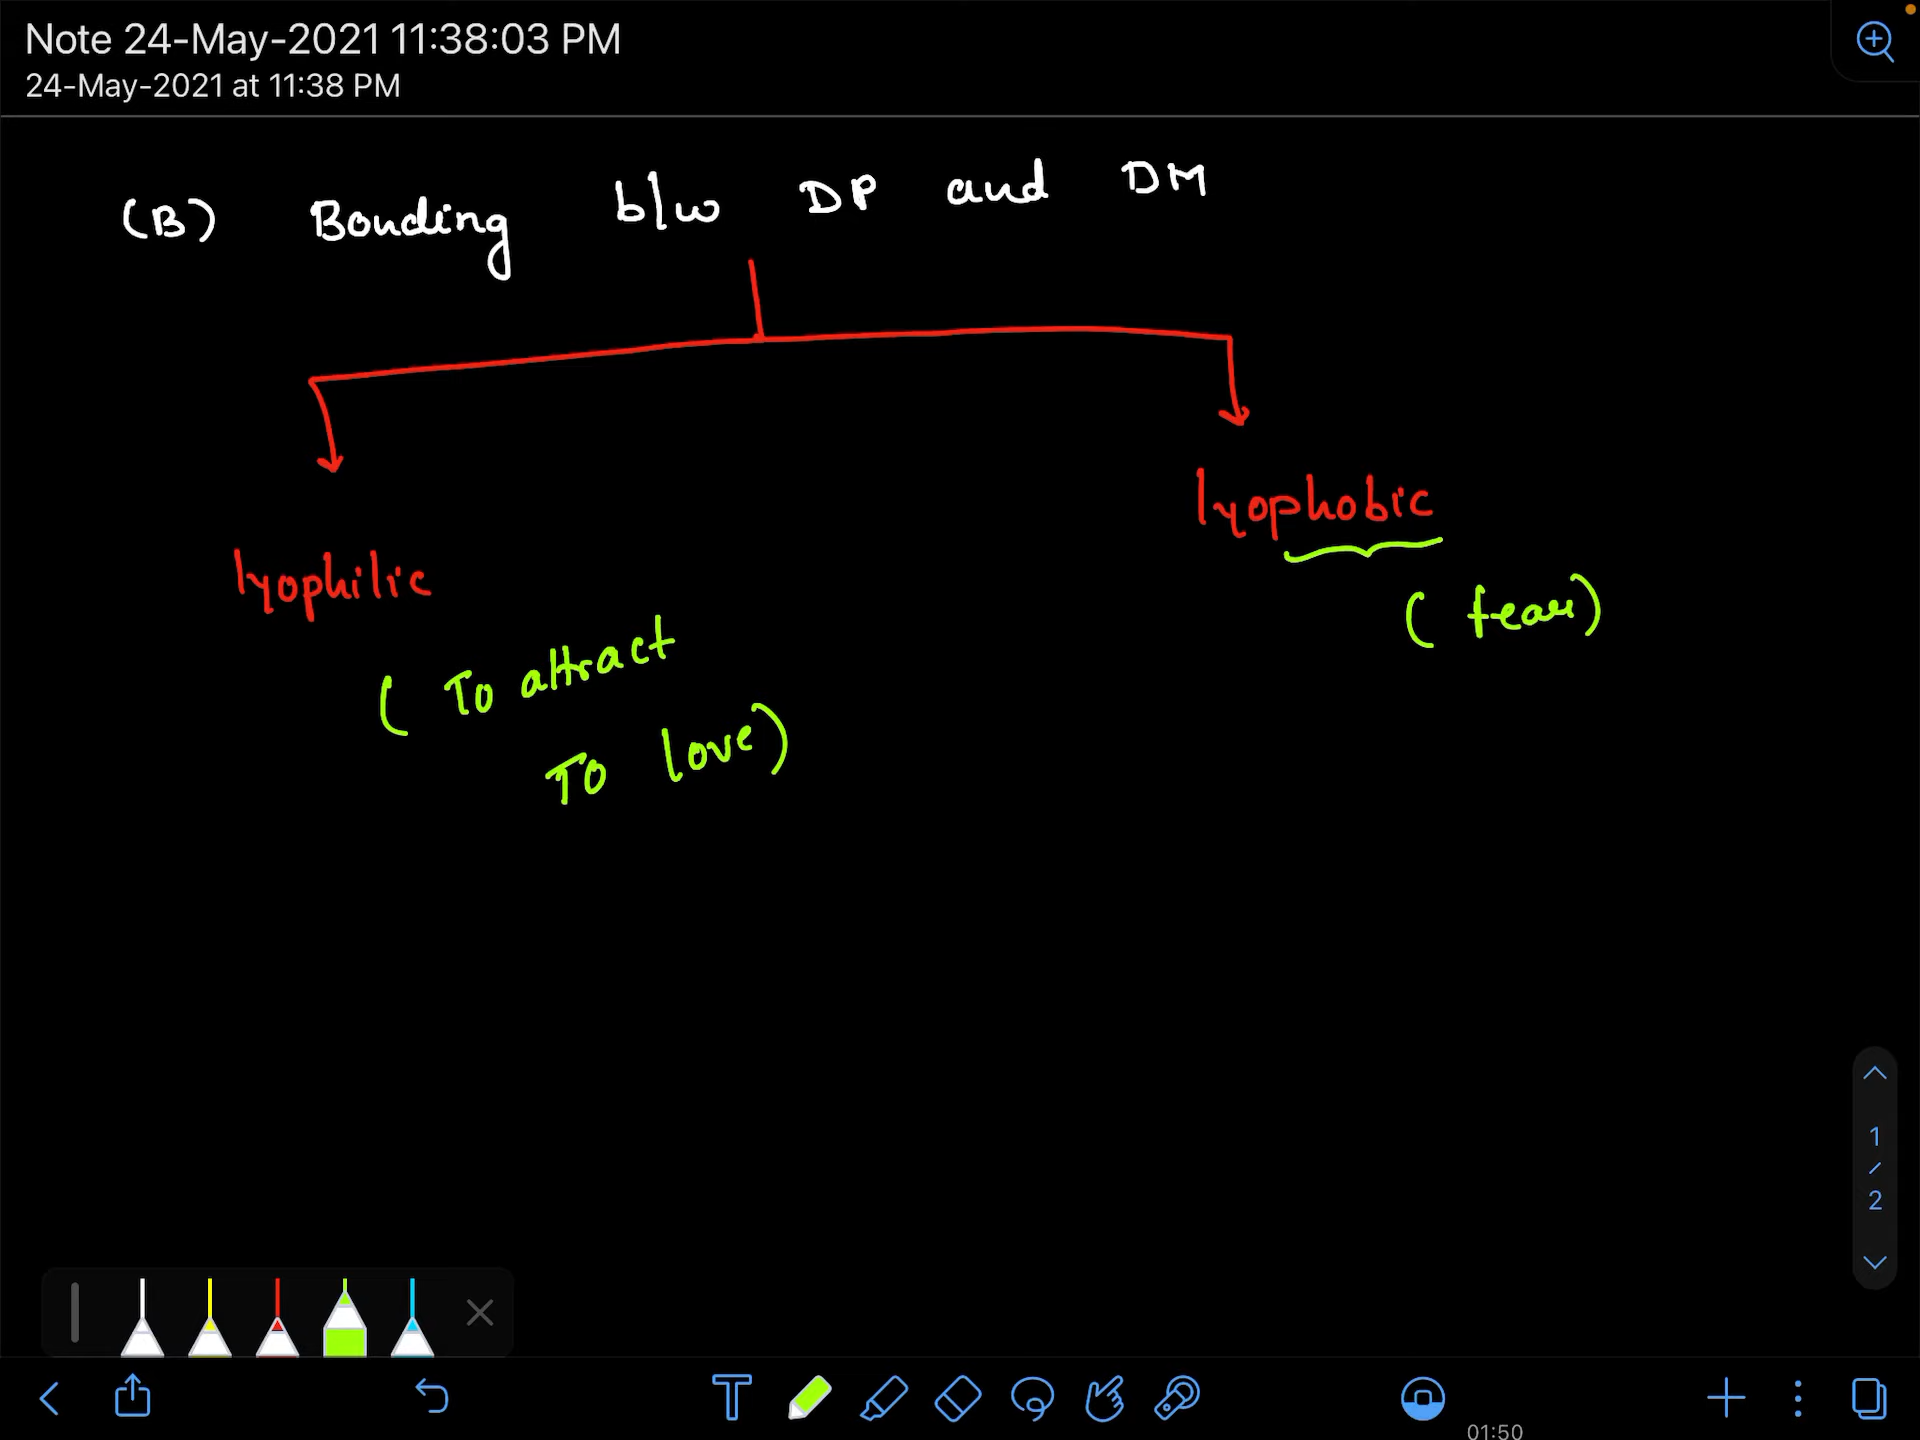 Note 24-May-2021 11:38:03 PM
24-May-2021 at 11:38 PM
(B) Bonding b/w DP and DM
lyophilic
lyophobic
(To attract
To love)
(fear)
1
/
2
T
01:50